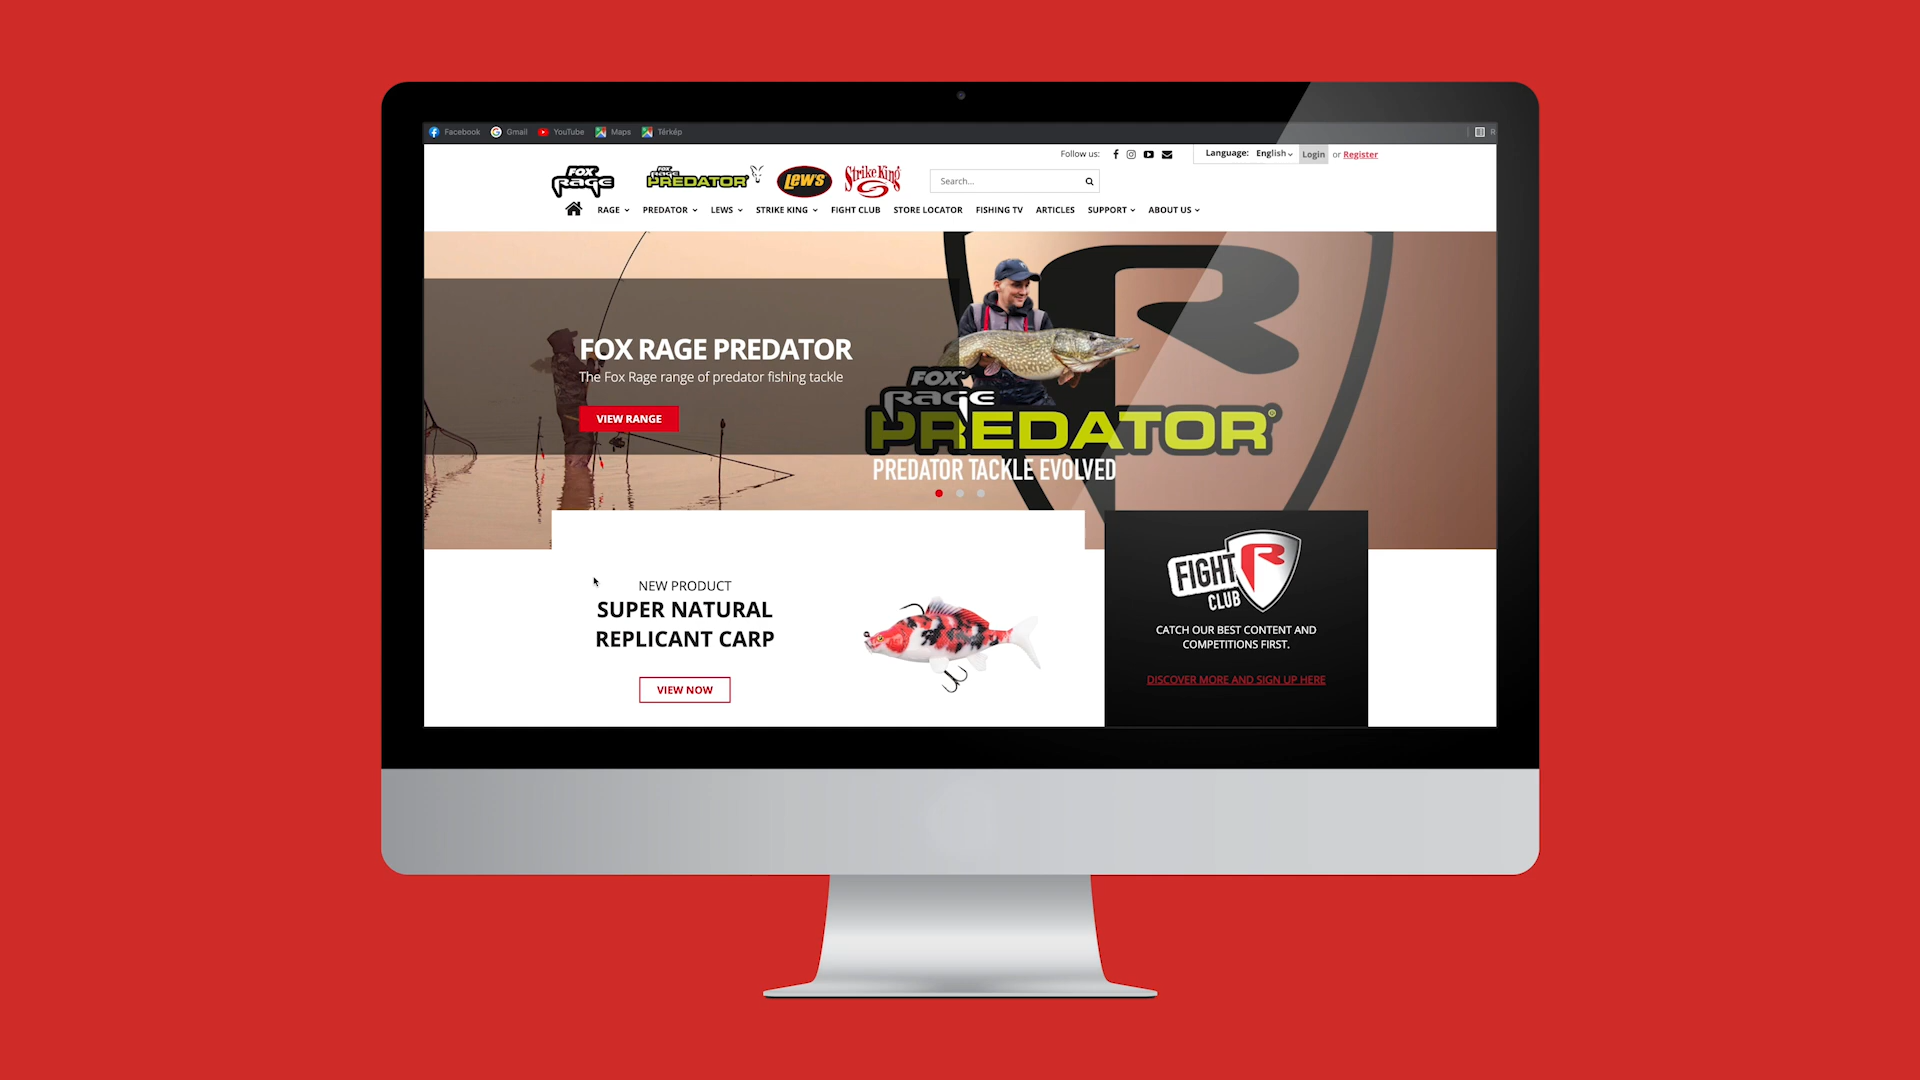 Facebook Gmail YouTube Maps Térkép R
Follow us: Language: English Login or Register
FOX RAGE
FOX RAGE PREDATOR
LEW'S
Strike King
Search...
RAGE PREDATOR LEWS STRIKE KING FIGHT CLUB STORE LOCATOR FISHING TV ARTICLES SUPPORT ABOUT US
FOX RAGE PREDATOR
The Fox Rage range of predator fishing tackle
VIEW RANGE
FOX
RAGE
PREDATOR®
PREDATOR TACKLE EVOLVED
NEW PRODUCT
SUPER NATURAL
REPLICANT CARP
VIEW NOW
FIGHT R
CLUB
CATCH OUR BEST CONTENT AND
COMPETITIONS FIRST.
DISCOVER MORE AND SIGN UP HERE